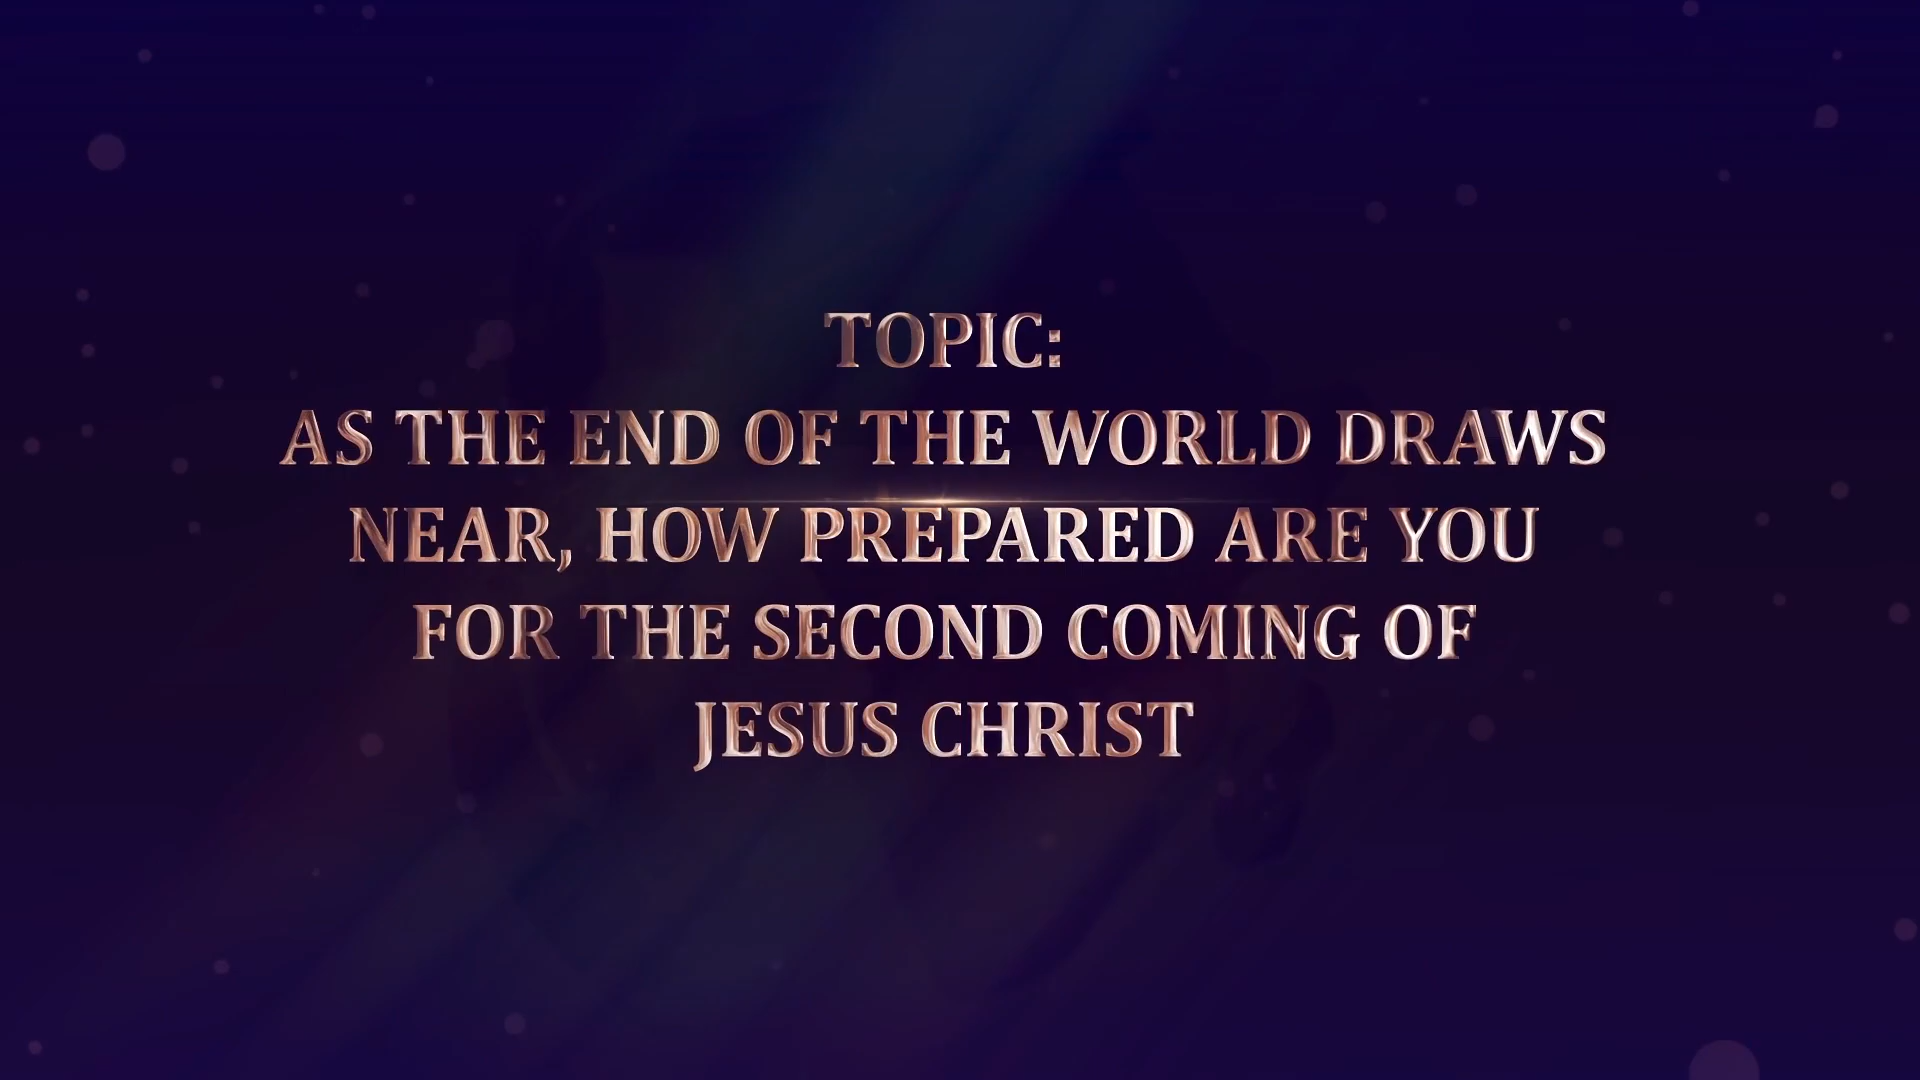 TOPIC:
AS THE END OF THE WORLD DRAWS
NEAR, HOW PREPARED ARE YOU
FOR THE SECOND COMING OF
JESUS CHRIST